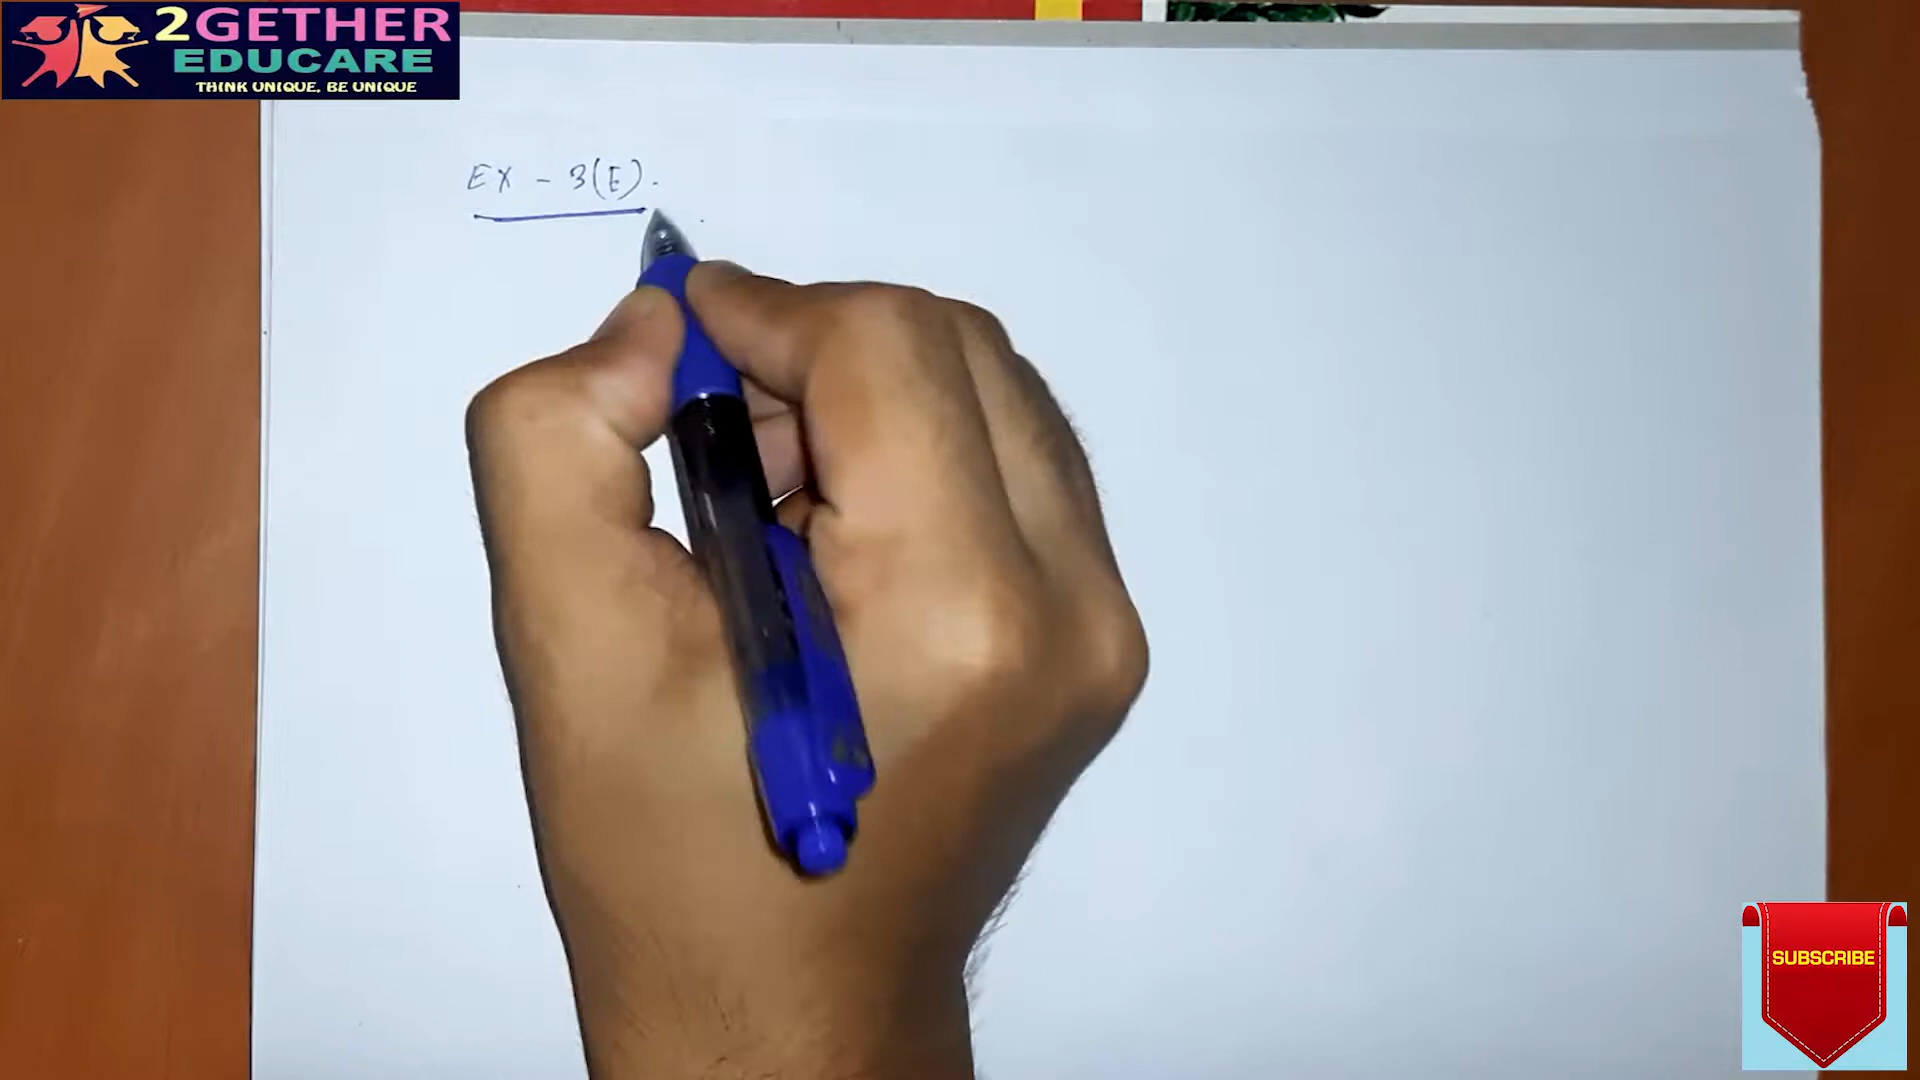 2GETHER
EDUCARE
THINK UNIQUE, BE UNIQUE
EX - 3(E).
SUBSCRIBE